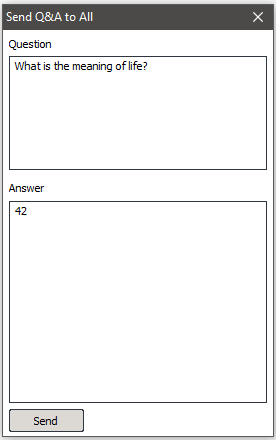 Send Q&A to All
Question
What is the meaning of life?
Answer
42
Send